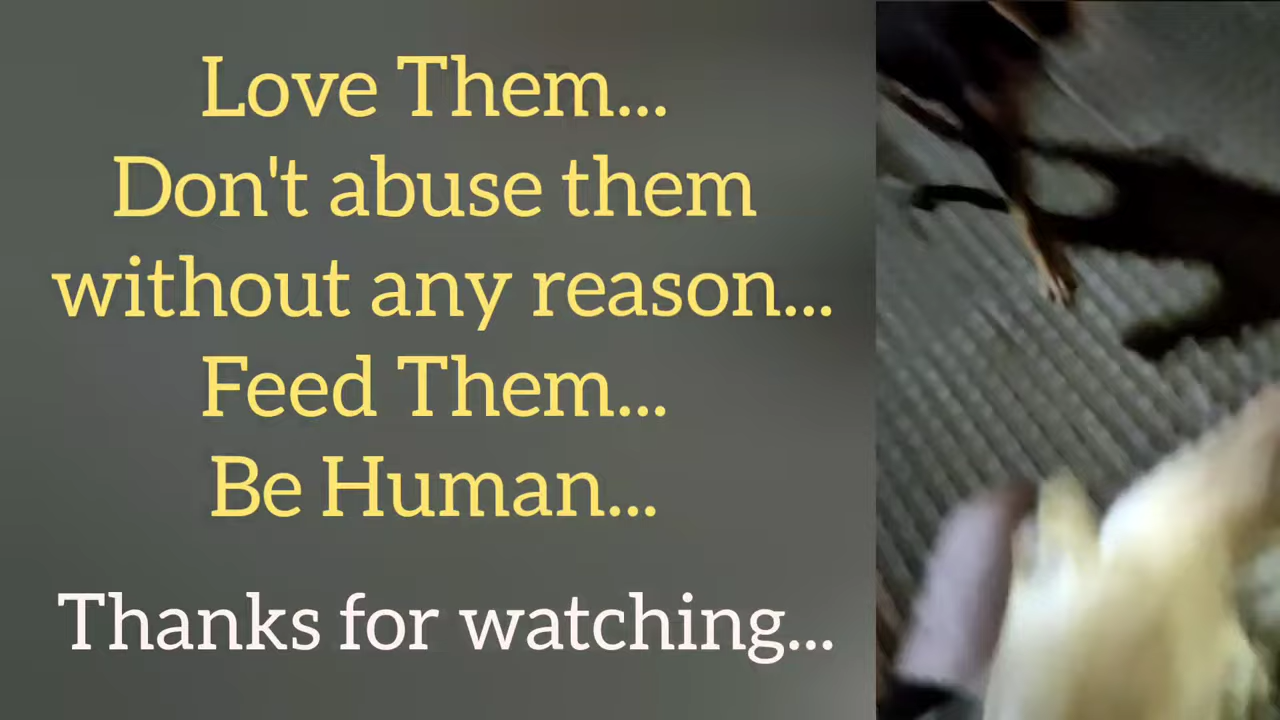 Love Them...
Don't abuse them
without any reason...
Feed Them...
Be Human...
Thanks for watching...